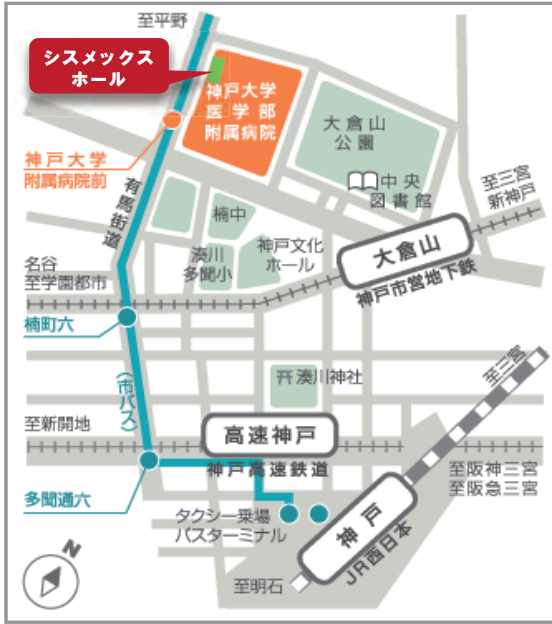 至平野
シスメックス
ホール
神戸大学
医学部
附属病院
大倉山
公園
神戸大学
附属病院前
中央
図書館
至三宮
新神戸
有馬街道
楠中
湊川
多聞小
神戸文化
ホール
大倉山
神戸市営地下鉄
名谷
至学園都市
楠町六
至三宮
(市バス)
湊川神社
至新開地
高速神戸
神戸高速鉄道
至阪神三宮
至阪急三宮
多聞通六
タクシー乗場
バスターミナル
神戸
JR西日本
至明石
N